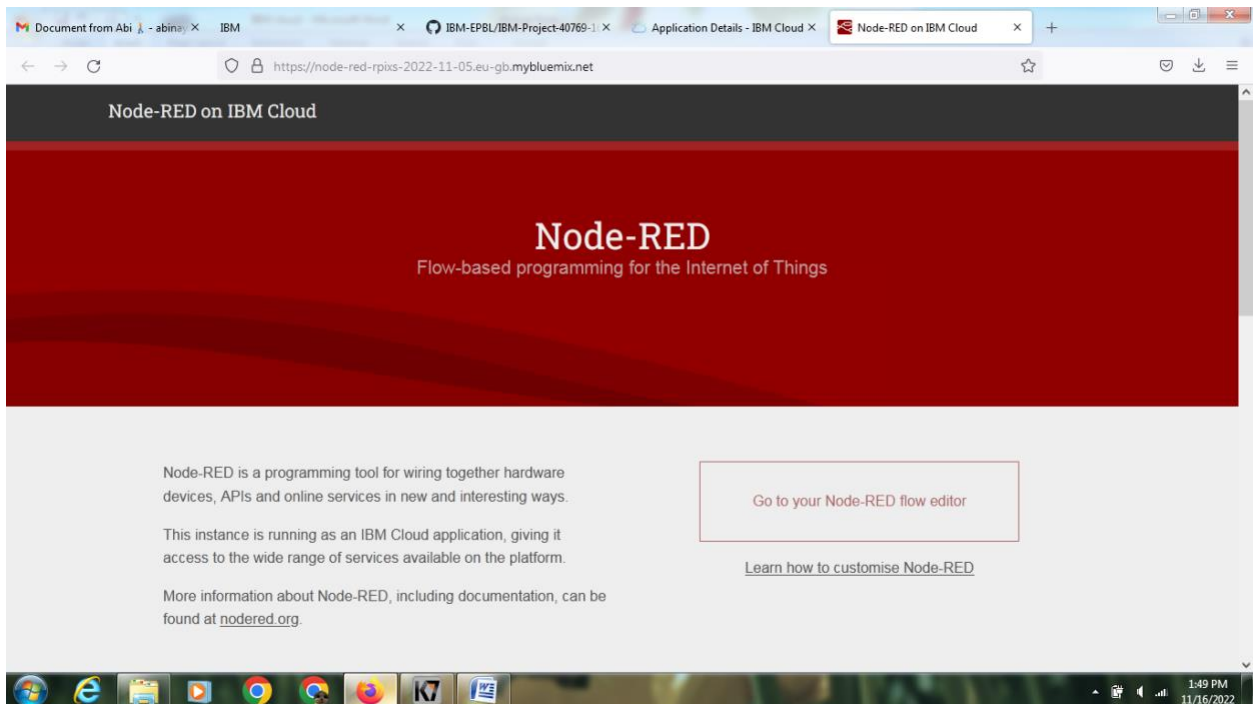 Document from Abi - abinay
IBM
IBM-EPBL/IBM-Project-40769-1
Application Details - IBM Cloud
Node-RED on IBM Cloud
https://node-red-rpixs-2022-11-05.eu-gb.mybluemix.net
Node-RED on IBM Cloud
Node-RED
Flow-based programming for the Internet of Things
Node-RED is a programming tool for wiring together hardware
devices, APIs and online services in new and interesting ways.
This instance is running as an IBM Cloud application, giving it
access to the wide range of services available on the platform.
More information about Node-RED, including documentation, can be
found at nodered.org.
Go to your Node-RED flow editor
Learn how to customise Node-RED
K7
1:49 PM
11/16/2022